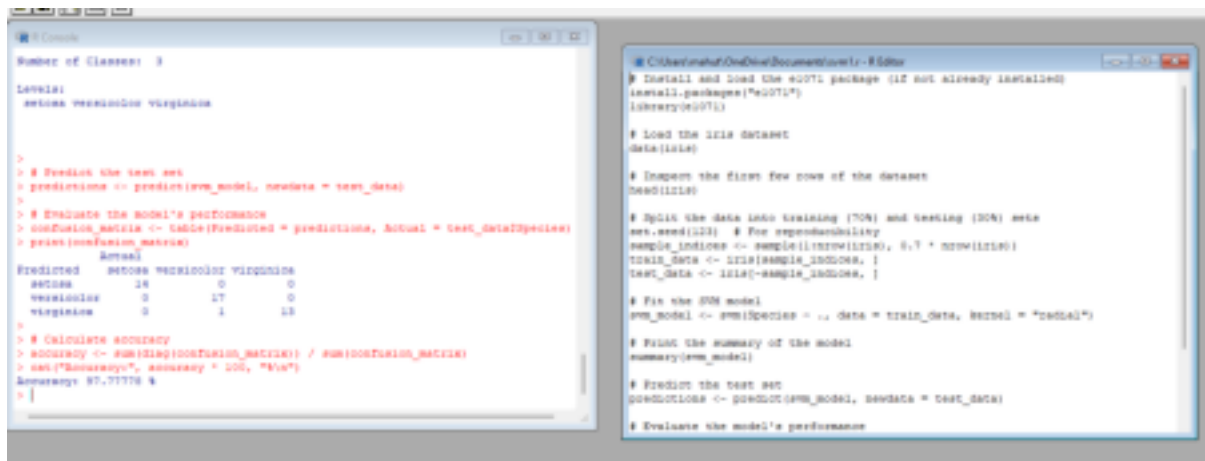 R Console
Number of Classes:  3
Levels:
 setosa versicolor virginica
>
> # Predict the test set
> predictions <- predict(svm_model, newdata = test_data)
>
> # Evaluate the model's performance
> confusion_matrix <- table(Predicted = predictions, Actual = test_data$Species)
> print(confusion_matrix)
            Actual
Predicted    setosa versicolor virginica
  setosa         14          0         0
  versicolor      0         17         0
  virginica       0          1        13
>
> # Calculate accuracy
> accuracy <- sum(diag(confusion_matrix)) / sum(confusion_matrix)
> cat("Accuracy:", accuracy * 100, "%\n")
Accuracy: 97.77778 %
>
C:\Users\mahut\OneDrive\Documents\svm1.r - R Editor
# Install and load the e1071 package (if not already installed)
install.packages("e1071")
library(e1071)
# Load the iris dataset
data(iris)
# Inspect the first few rows of the dataset
head(iris)
# Split the data into training (70%) and testing (30%) sets
set.seed(123)  # For reproducibility
sample_indices <- sample(1:nrow(iris), 0.7 * nrow(iris))
train_data <- iris[sample_indices, ]
test_data <- iris[-sample_indices, ]
# Fit the SVM model
svm_model <- svm(Species ~ ., data = train_data, kernel = "radial")
# Print the summary of the model
summary(svm_model)
# Predict the test set
predictions <- predict(svm_model, newdata = test_data)
# Evaluate the model's performance